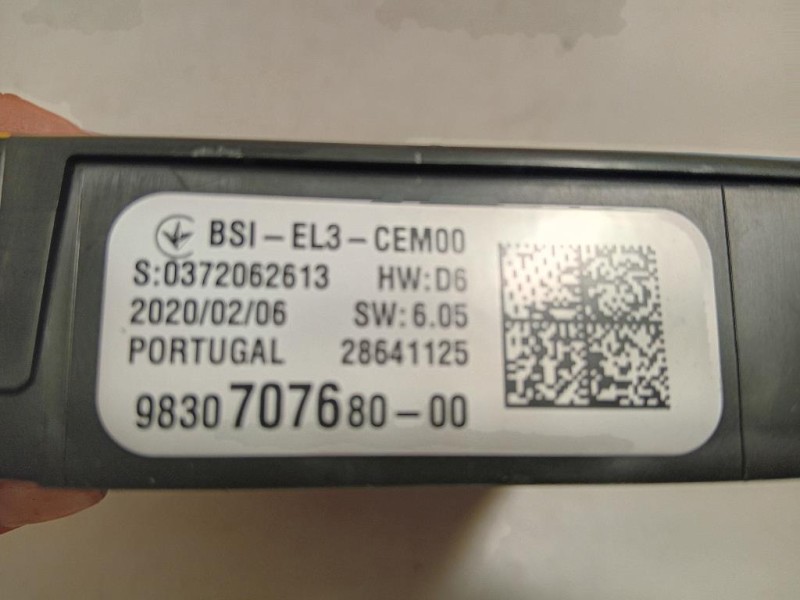 BSI-EL3-CEM00
S:0372062613 HW:D6
2020/02/06 SW:6.05
PORTUGAL 28641125
9830707680-00